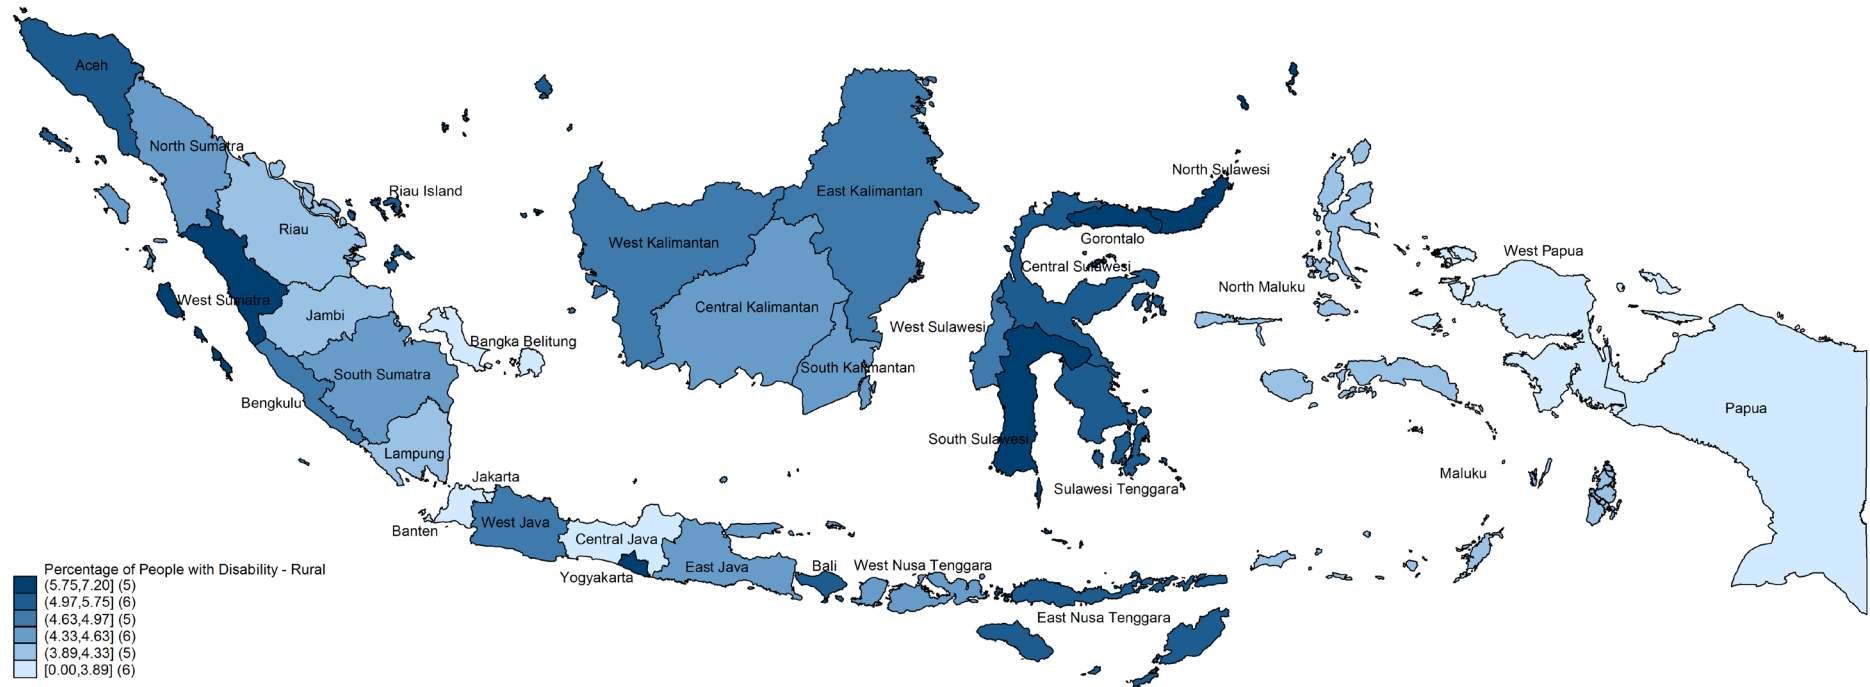 Aceh
North Sumatra
Riau Island
Riau
West Sumatra
Jambi
Bangka Belitung
South Sumatra
Bengkulu
Lampung
Jakarta
Banten
West Java
Central Java
Yogyakarta
East Java
Bali
West Nusa Tenggara
East Nusa Tenggara
West Kalimantan
East Kalimantan
Central Kalimantan
South Kalimantan
North Sulawesi
Gorontalo
Central Sulawesi
West Sulawesi
South Sulawesi
Sulawesi Tenggara
North Maluku
Maluku
West Papua
Papua
Percentage of People with Disability - Rural
(5.75,7.20] (5)
(4.97,5.75] (6)
(4.63,4.97] (5)
(4.33,4.63] (6)
(3.89,4.33] (5)
[0.00,3.89] (6)